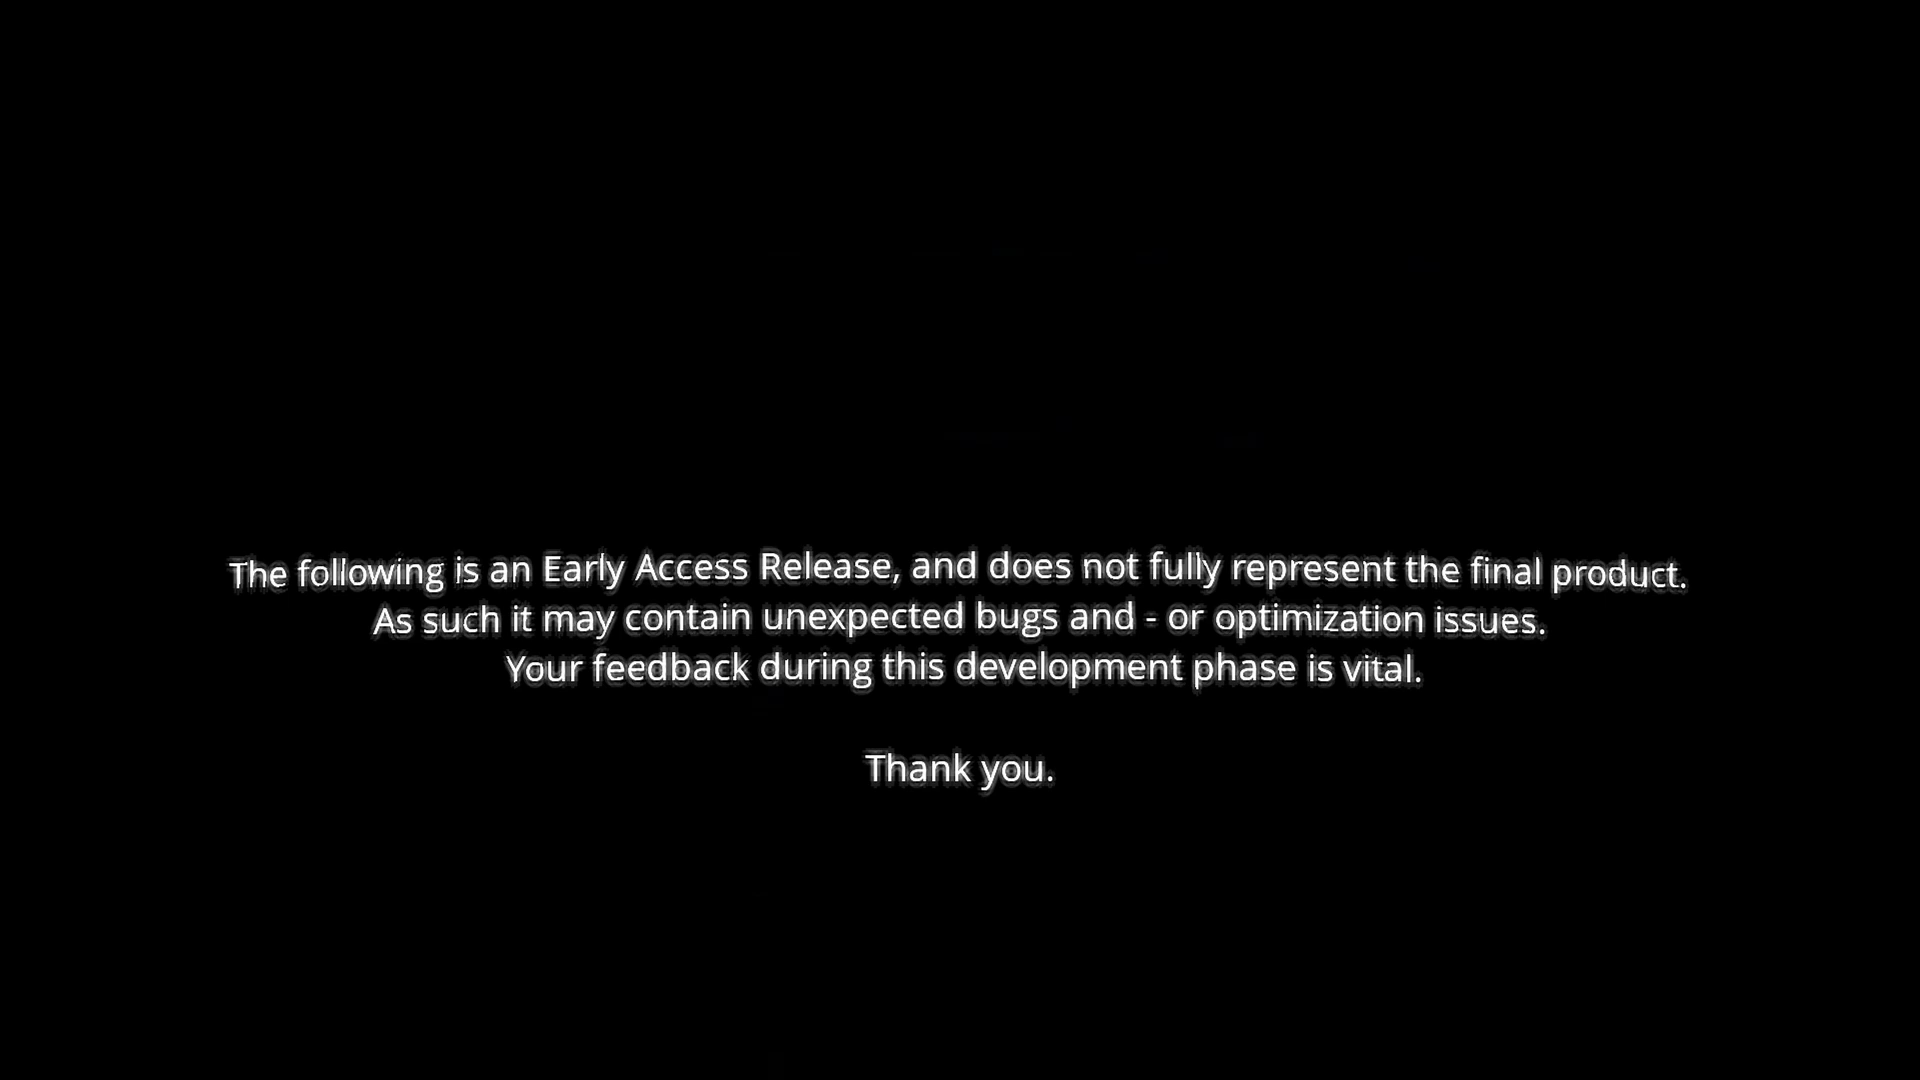 The following is an Early Access Release, and does not fully represent the final product.
As such it may contain unexpected bugs and - or optimization issues.
Your feedback during this development phase is vital.
Thank you.